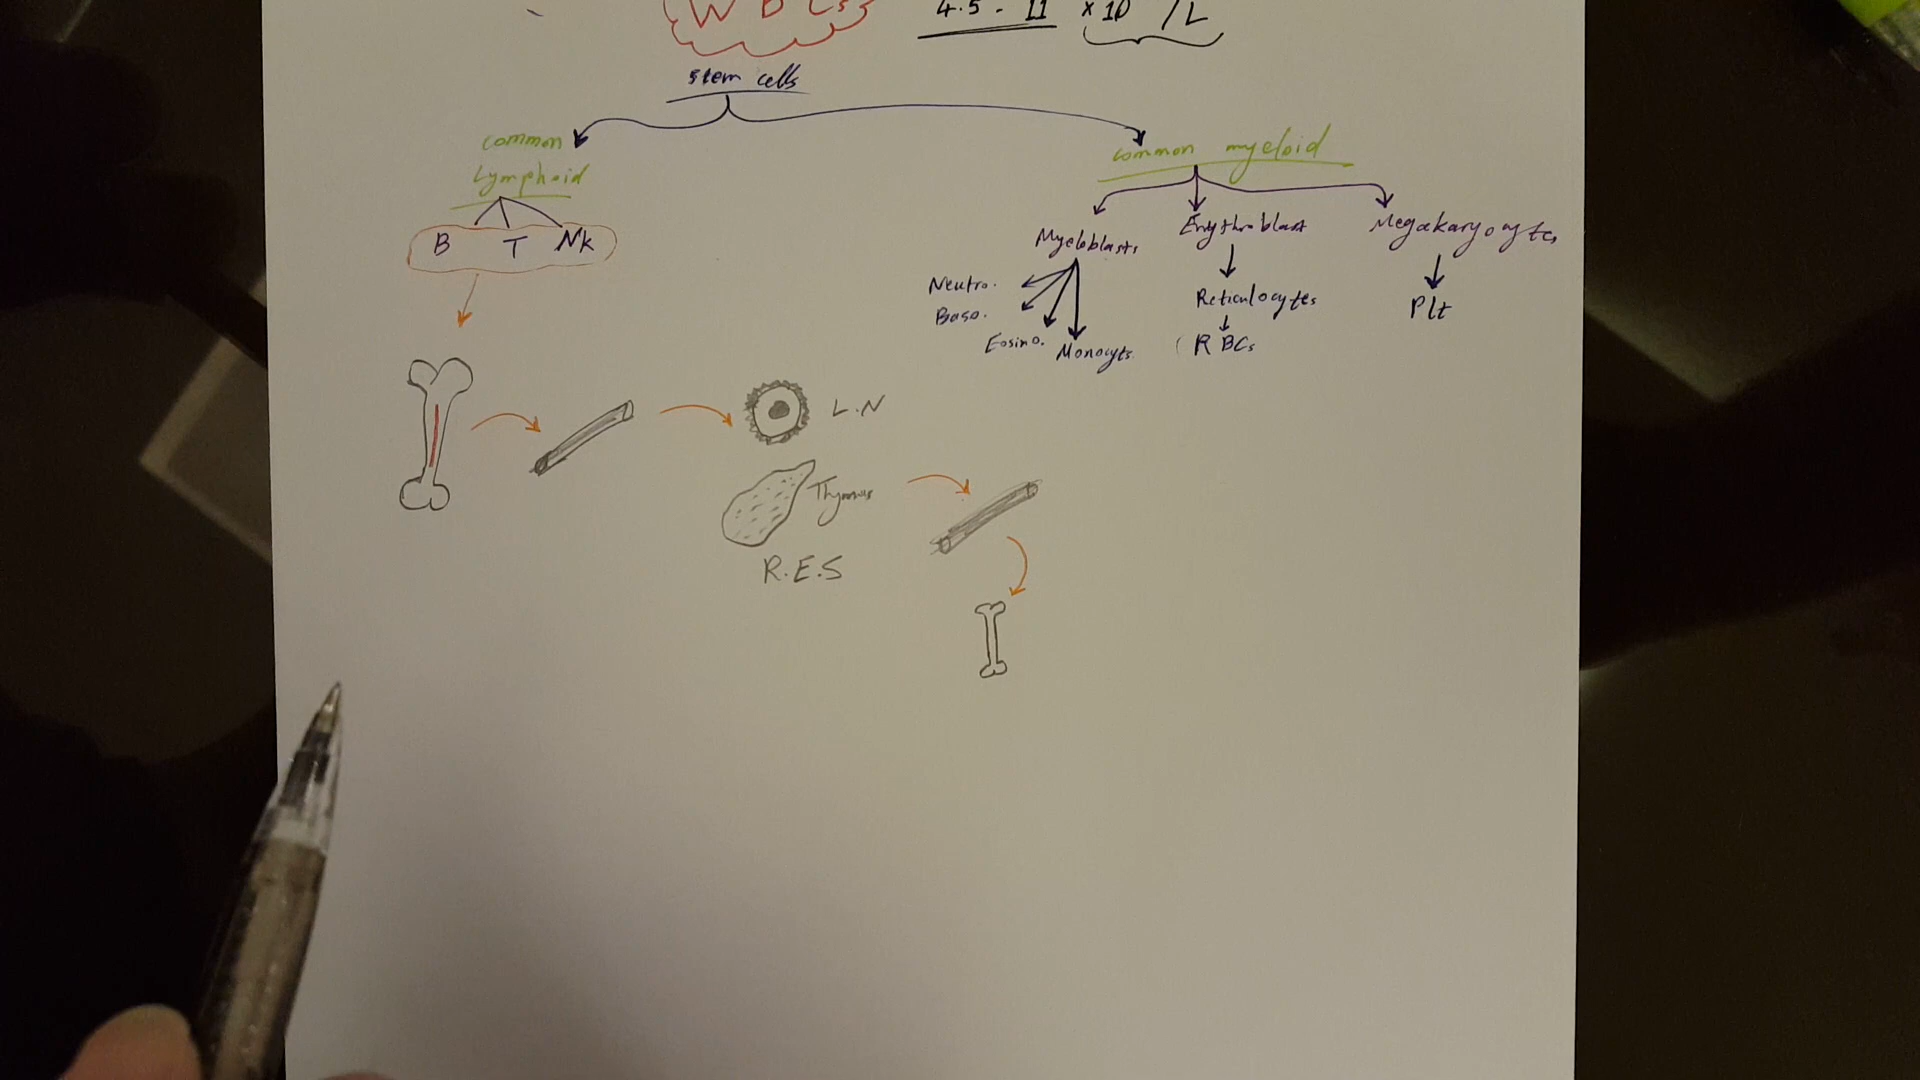 WBCs 4.5 - 11 x 10 /L
stem cells
common
Lymphoid
common myeloid
B T NK
Myeloblasts
Erythroblast
Megakaryocytes
Neutro.
Baso.
Eosino.
Monocyts.
Reticulocytes
RBCs
Plt
L.N
Thymus
R.E.S